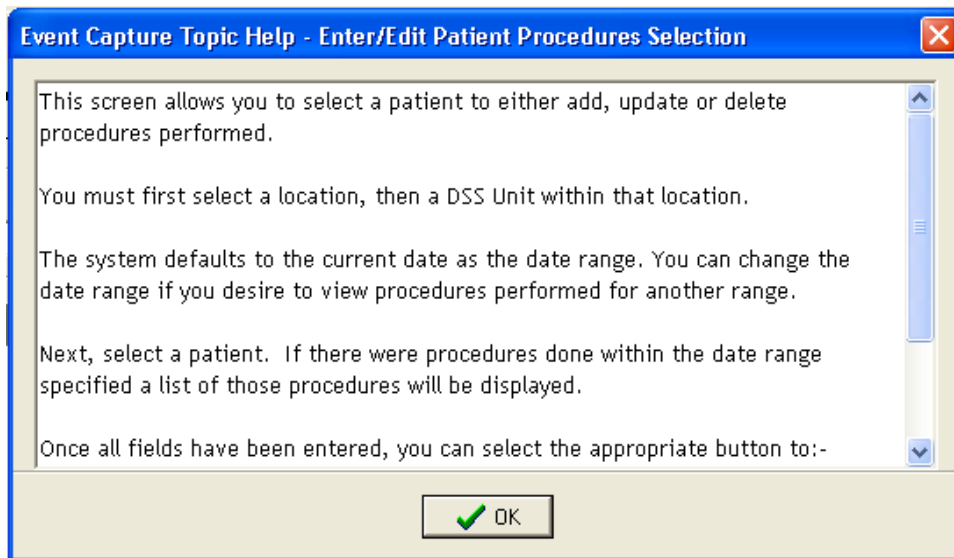 Event Capture Topic Help - Enter/Edit Patient Procedures Selection
This screen allows you to select a patient to either add, update or delete
procedures performed.
You must first select a location, then a DSS Unit within that location.
The system defaults to the current date as the date range. You can change the
date range if you desire to view procedures performed for another range.
Next, select a patient.  If there were procedures done within the date range
specified a list of those procedures will be displayed.
Once all fields have been entered, you can select the appropriate button to:-
OK